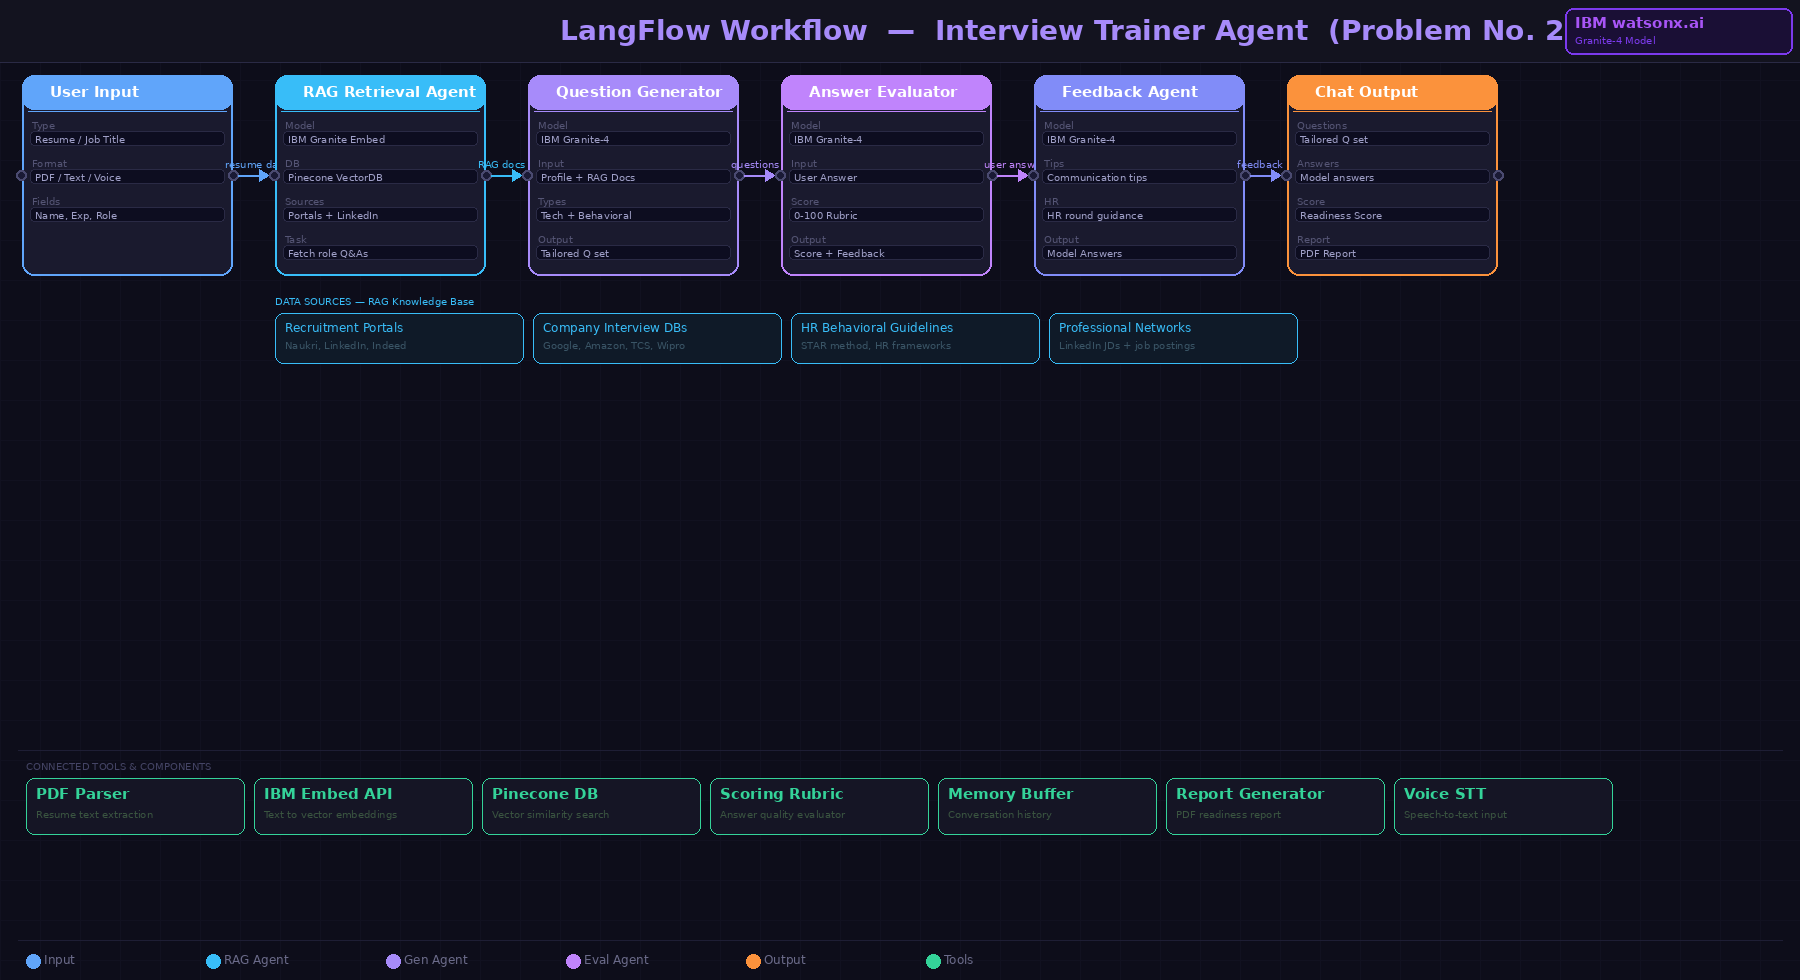 LangFlow Workflow — Interview Trainer Agent (Problem No. 2
IBM watsonx.ai
Granite-4 Model
User Input
Type
Resume / Job Title
Format
PDF / Text / Voice
Fields
Name, Exp, Role
resume da
RAG Retrieval Agent
Model
IBM Granite Embed
DB
Pinecone VectorDB
Sources
Portals + LinkedIn
Task
Fetch role Q&As
RAG docs
Question Generator
Model
IBM Granite-4
Input
Profile + RAG Docs
Types
Tech + Behavioral
Output
Tailored Q set
questions
Answer Evaluator
Model
IBM Granite-4
Input
User Answer
Score
0-100 Rubric
Output
Score + Feedback
user answ
Feedback Agent
Model
IBM Granite-4
Tips
Communication tips
HR
HR round guidance
Output
Model Answers
feedback
Chat Output
Questions
Tailored Q set
Answers
Model answers
Score
Readiness Score
Report
PDF Report
DATA SOURCES — RAG Knowledge Base
Recruitment Portals
Naukri, LinkedIn, Indeed
Company Interview DBs
Google, Amazon, TCS, Wipro
HR Behavioral Guidelines
STAR method, HR frameworks
Professional Networks
LinkedIn JDs + job postings
CONNECTED TOOLS & COMPONENTS
PDF Parser
Resume text extraction
IBM Embed API
Text to vector embeddings
Pinecone DB
Vector similarity search
Scoring Rubric
Answer quality evaluator
Memory Buffer
Conversation history
Report Generator
PDF readiness report
Voice STT
Speech-to-text input
Input
RAG Agent
Gen Agent
Eval Agent
Output
Tools